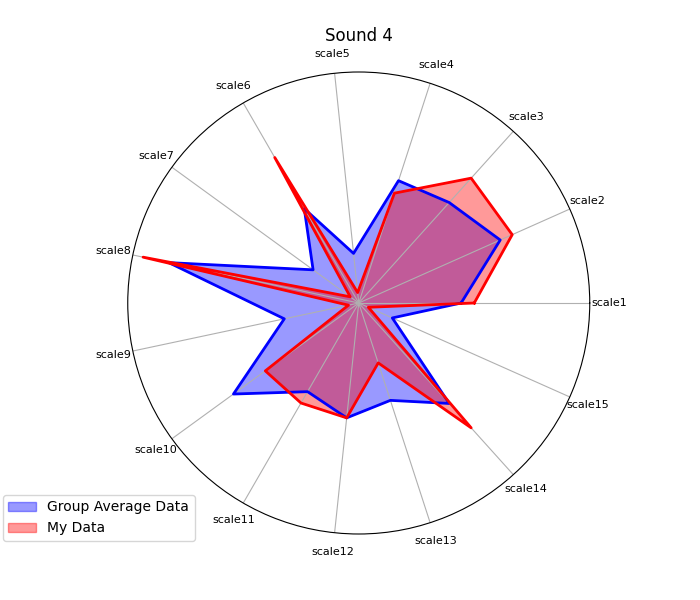 Sound 4
scale5
scale4
scale6
scale3
scale7
scale2
scale8
scale1
scale9
scale15
scale10
scale14
Group Average Data
My Data
scale11
scale13
scale12